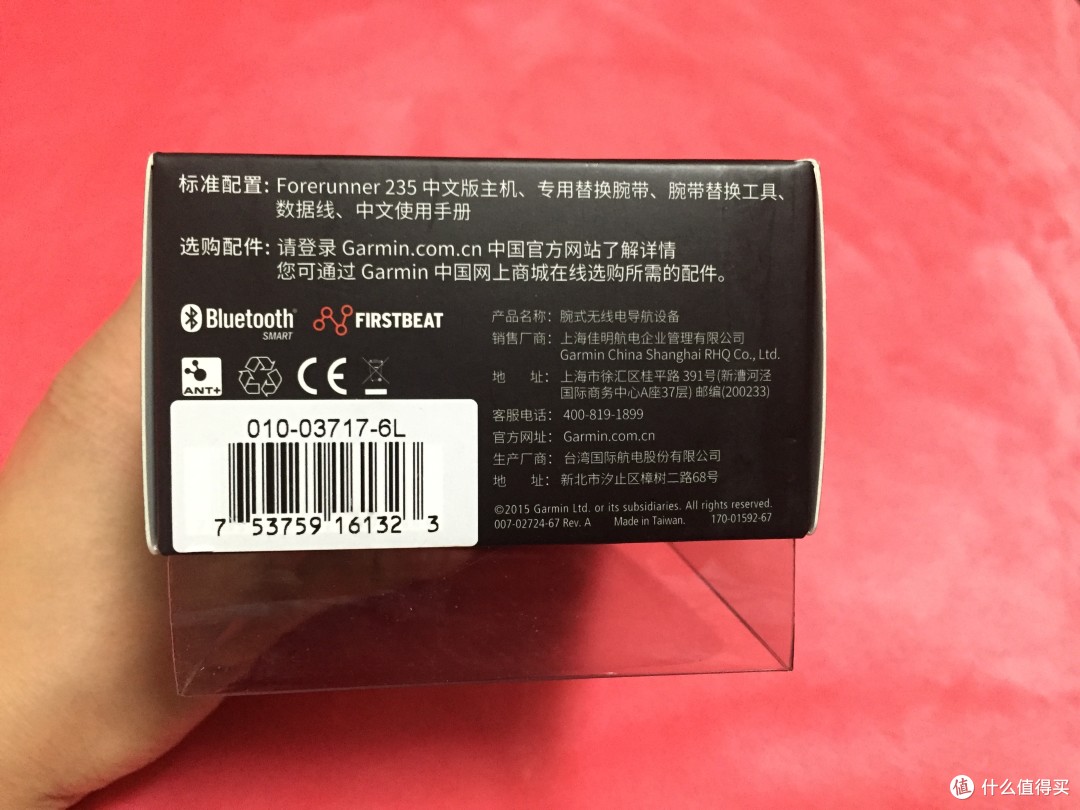 标准配置: Forerunner 235 中文版主机、专用替换腕带、腕带替换工具、
数据线、中文使用手册
选购配件: 请登录 Garmin.com.cn 中国官方网站了解详情
您可通过 Garmin 中国网上商城在线选购所需的配件。
Bluetooth
SMART
FIRSTBEAT
ANT+
CE
010-03717-6L
7 53759 16132 3
产品名称: 腕式无线电导航设备
销售厂商: 上海佳明航电企业管理有限公司
Garmin China Shanghai RHQ Co., Ltd.
地 址: 上海市徐汇区桂平路 391号(新漕河泾
国际商务中心A座37层) 邮编(200233)
客服电话: 400-819-1899
官方网址: Garmin.com.cn
生产厂商: 台湾国际航电股份有限公司
地 址: 新北市汐止区樟树二路68号
©2015 Garmin Ltd. or its subsidiaries. All rights reserved.
007-02724-67 Rev. A Made in Taiwan. 170-01592-67
值 什么值得买